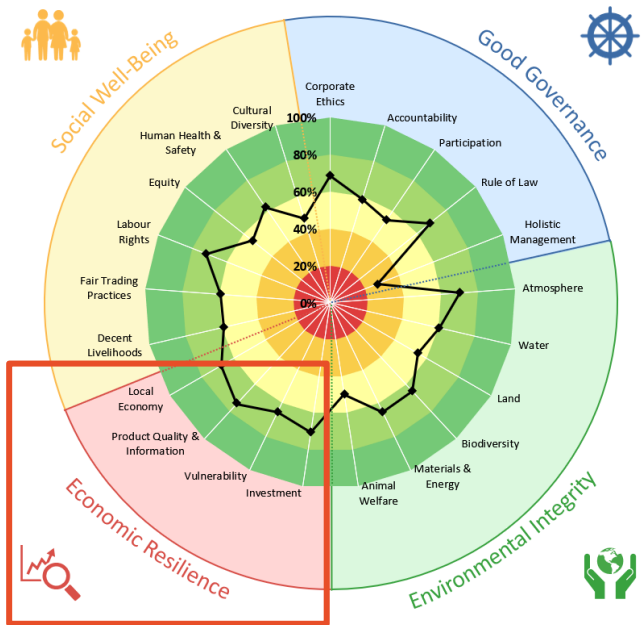 Social Well-Being
Good Governance
Corporate
Ethics
Accountability
Participation
Rule of Law
Holistic
Management
Atmosphere
Water
Land
Biodiversity
Materials &
Energy
Animal
Welfare
Investment
Vulnerability
Product Quality &
Information
Local
Economy
Decent
Livelihoods
Fair Trading
Practices
Labour
Rights
Equity
Human Health &
Safety
Cultural
Diversity
100%
80%
60%
40%
20%
0%
Economic Resilience
Environmental Integrity